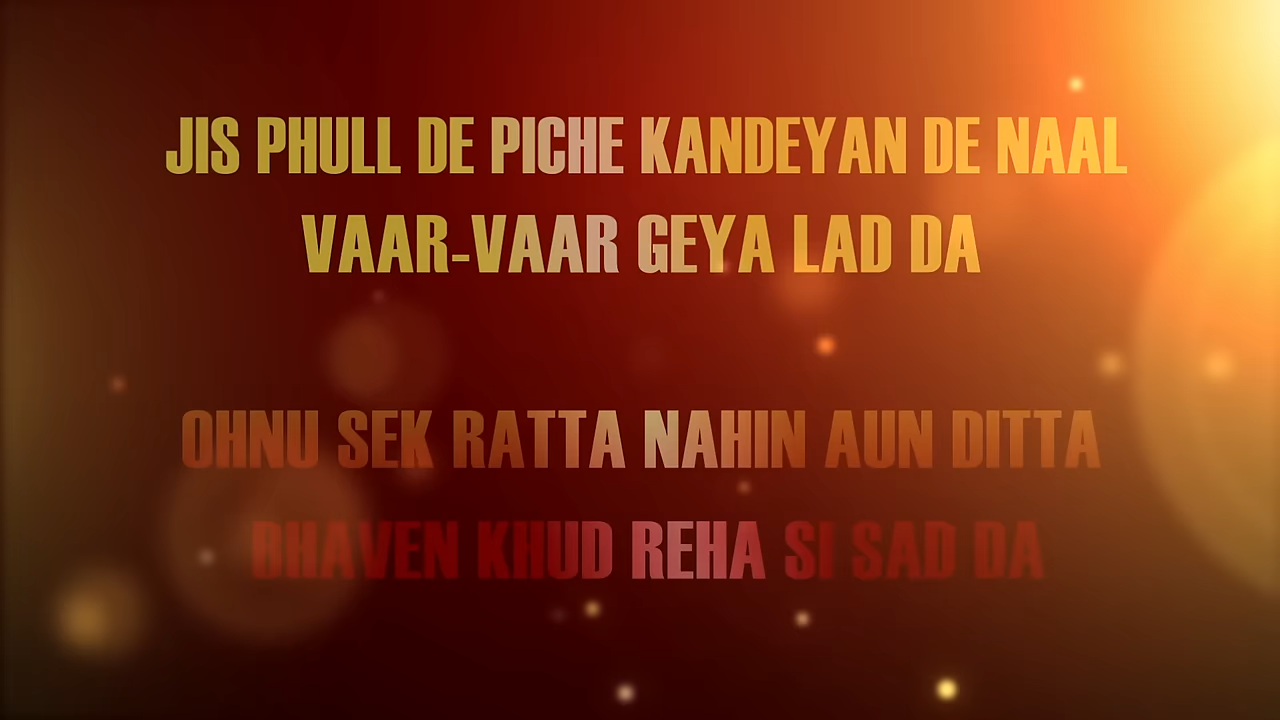 JIS PHULL DE PICHE KANDEYAN DE NAAL
VAAR-VAAR GEYA LAD DA
OHNU SEK RATTA NAHIN AUN DITTA
BHAVEN KHUD REHA SI SAD DA